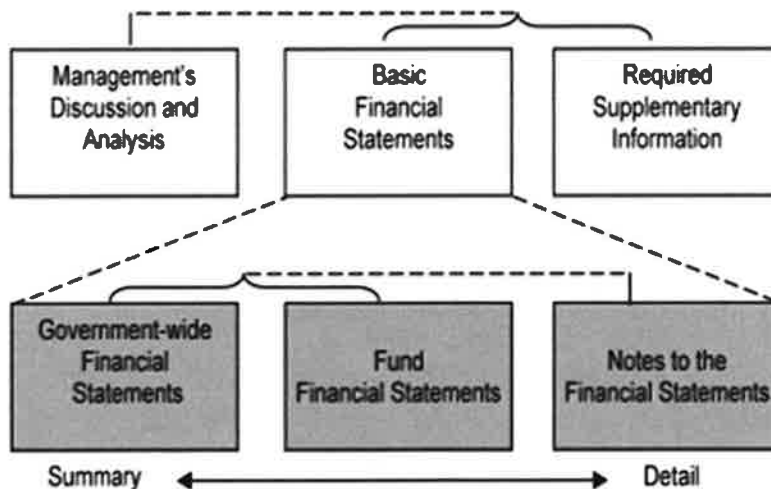 Management's
Discussion and
Analysis
Basic
Financial
Statements
Required
Supplementary
Information
Government-wide
Financial
Statements
Fund
Financial Statements
Notes to the
Financial Statements
Summary
Detail